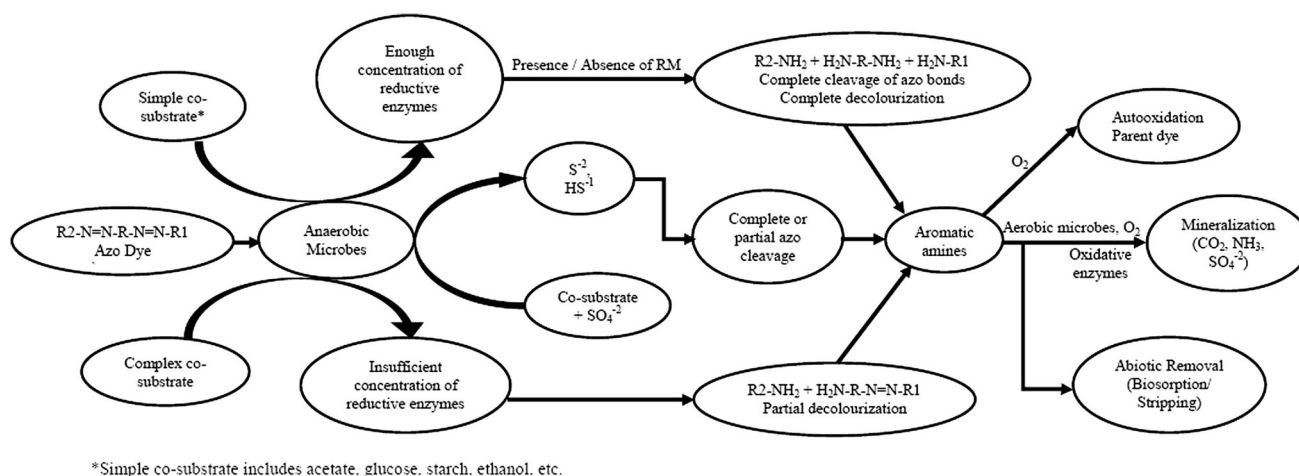 Simple co-
substrate*
Enough
concentration of
reductive
enzymes
Presence / Absence of RM
R2-NH₂ + H₂N-R-NH₂ + H₂N-R1
Complete cleavage of azo bonds
Complete decolourization
R2-N=N-R-N=N-R1
Azo Dye
Anaerobic
Microbes
S⁻²,
HS⁻¹
Complete or
partial azo
cleavage
Aromatic
amines
O₂
Autooxidation
Parent dye
Aerobic microbes, O₂
Oxidative
enzymes
Mineralization
(CO₂, NH₃,
SO₄⁻²)
Co-substrate
+ SO₄⁻²
Complex co-
substrate
Insufficient
concentration of
reductive enzymes
R2-NH₂ + H₂N-R-N=N-R1
Partial decolourization
Abiotic Removal
(Biosorption/
Stripping)
*Simple co-substrate includes acetate, glucose, starch, ethanol, etc.